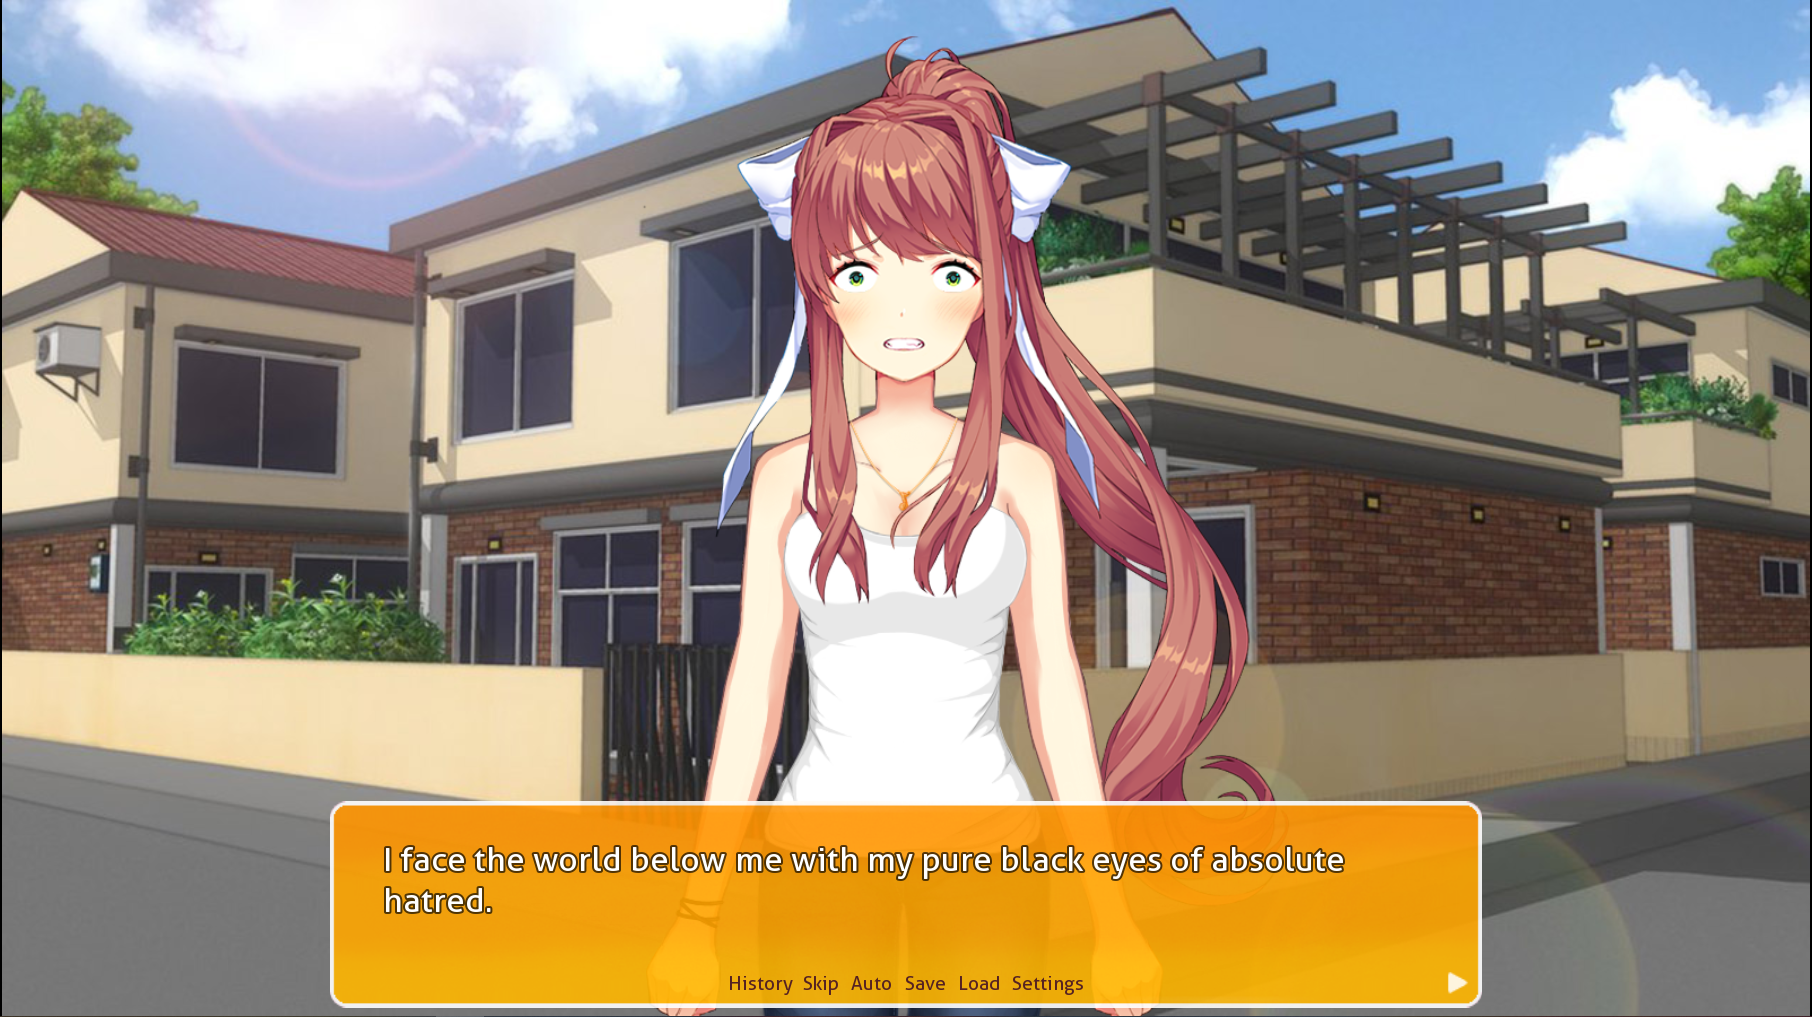 I face the world below me with my pure black eyes of absolute
hatred.
History Skip Auto Save Load Settings